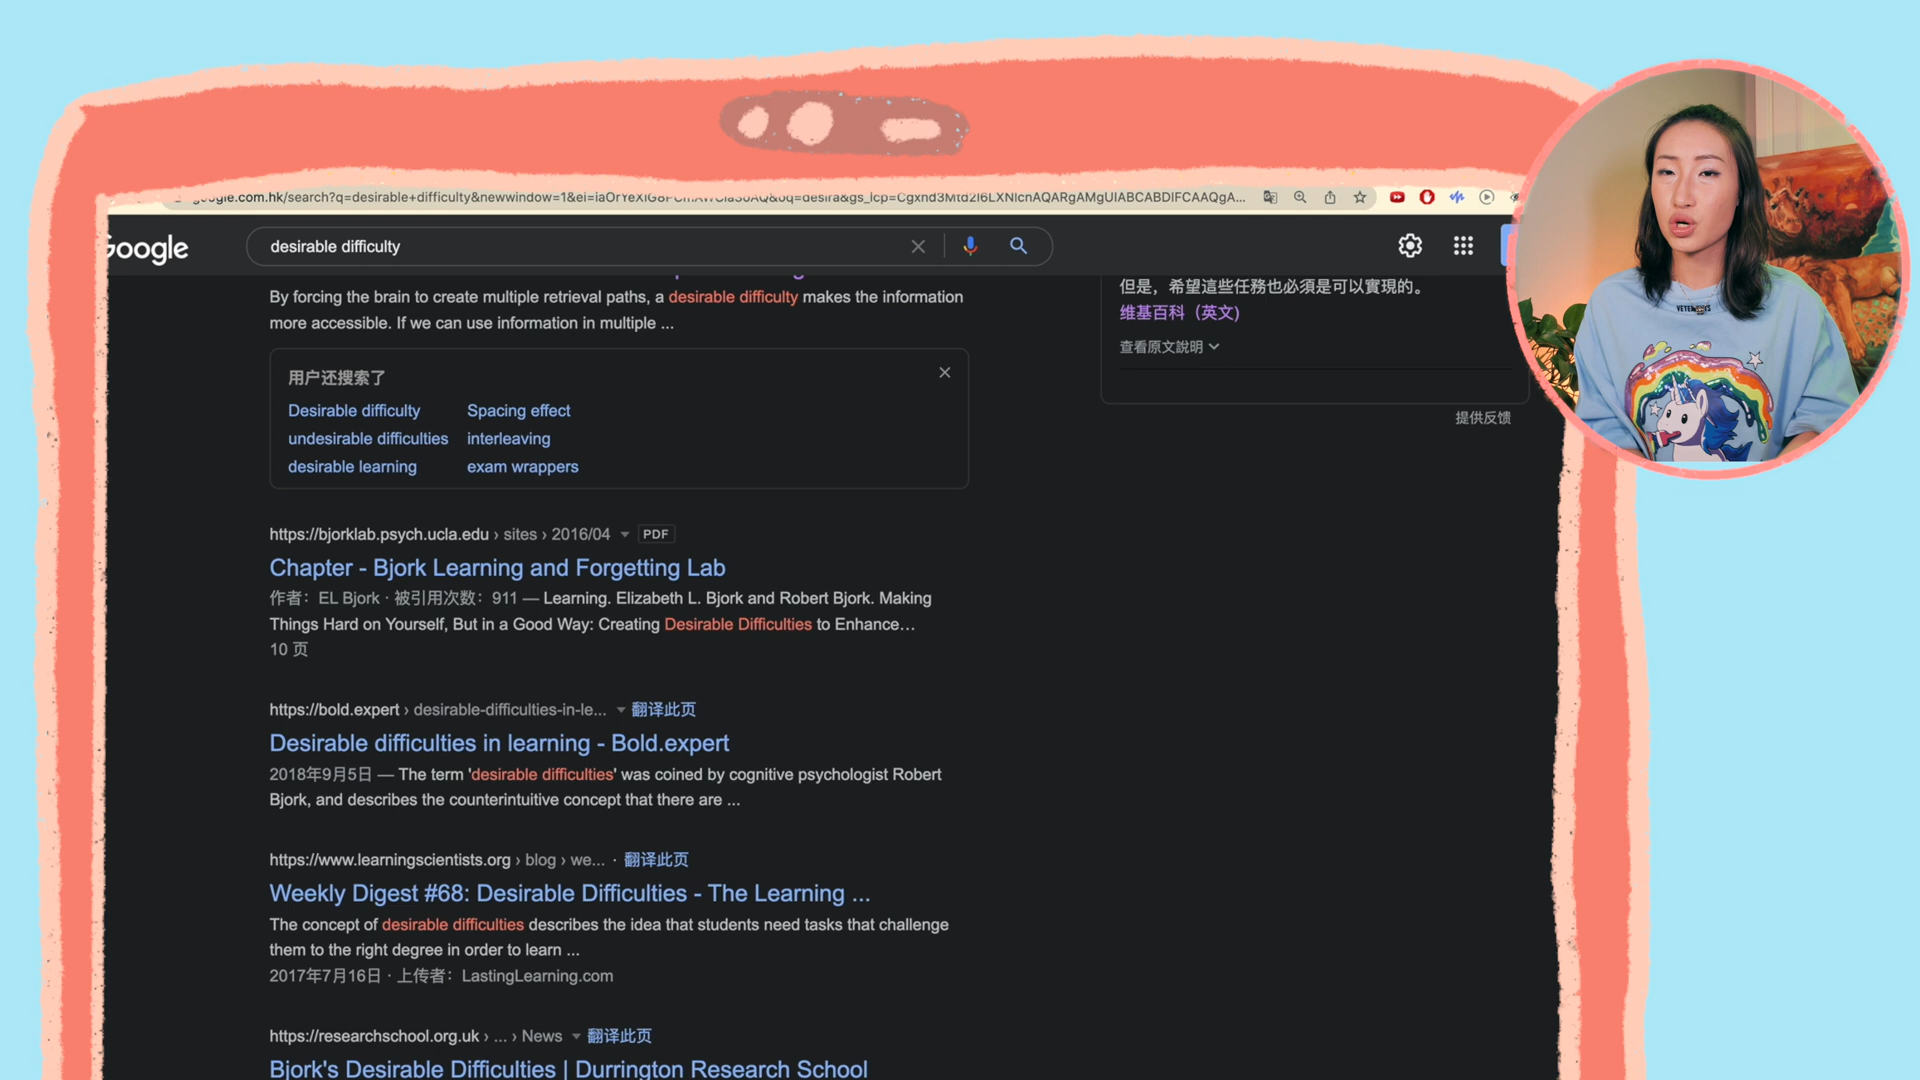 google.com.hk/search?q=desirable+difficulty&newwindow=1&ei=
Google
desirable difficulty
By forcing the brain to create multiple retrieval paths, a desirable difficulty makes the information
more accessible. If we can use information in multiple ...
用户还搜索了
Desirable difficulty
Spacing effect
undesirable difficulties
interleaving
desirable learning
exam wrappers
https://bjorklab.psych.ucla.edu › sites › 2016/04
PDF
Chapter - Bjork Learning and Forgetting Lab
作者：EL Bjork · 被引用次数：911 — Learning. Elizabeth L. Bjork and Robert Bjork. Making
Things Hard on Yourself, But in a Good Way: Creating Desirable Difficulties to Enhance…
10 页
https://bold.expert › desirable-difficulties-in-le...
翻译此页
Desirable difficulties in learning - Bold.expert
2018年9月5日 — The term 'desirable difficulties' was coined by cognitive psychologist Robert
Bjork, and describes the counterintuitive concept that there are ...
https://www.learningscientists.org › blog › we... · 翻译此页
Weekly Digest #68: Desirable Difficulties - The Learning ...
The concept of desirable difficulties describes the idea that students need tasks that challenge
them to the right degree in order to learn ...
2017年7月16日 · 上传者：LastingLearning.com
https://researchschool.org.uk › ... › News
翻译此页
Bjork's Desirable Difficulties | Durrington Research School
但是，希望這些任務也必須是可以實現的。
维基百科（英文）
查看原文說明
提供反馈